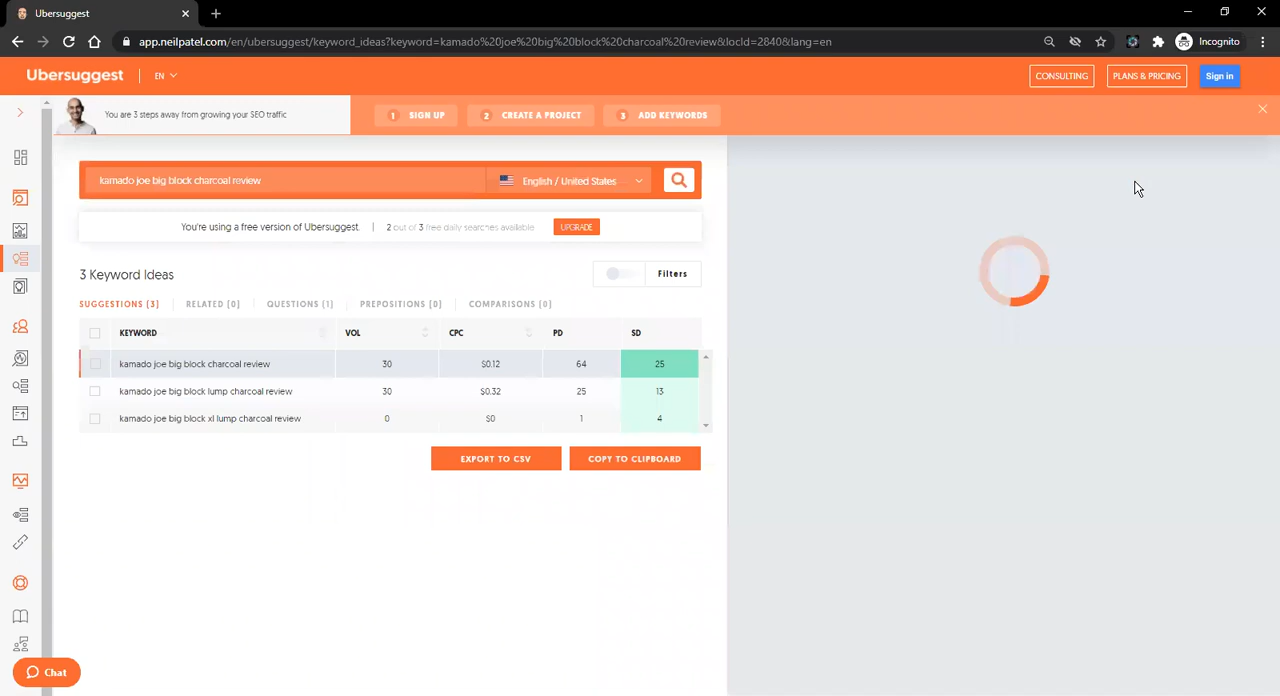 Ubersuggest
app.neilpatel.com/en/ubersuggest/keyword_ideas?keyword=kamado%20joe%20big%20block%20charcoal%20review&locId=2840&lang=en
Incognito
Ubersuggest
EN
CONSULTING
PLANS & PRICING
Sign in
You are 3 steps away from growing your SEO traffic
1 SIGN UP
2 CREATE A PROJECT
3 ADD KEYWORDS
kamado joe big block charcoal review
English / United States
You're using a free version of Ubersuggest. | 2 out of 3 free daily searches available
UPGRADE
3 Keyword Ideas
Filters
SUGGESTIONS [3] RELATED [0] QUESTIONS [1] PREPOSITIONS [0] COMPARISONS [0]
KEYWORD VOL CPC PD SD
kamado joe big block charcoal review 30 $0.12 64 25
kamado joe big block lump charcoal review 30 $0.32 25 13
kamado joe big block xl lump charcoal review 0 $0 1 4
EXPORT TO CSV
COPY TO CLIPBOARD
Chat